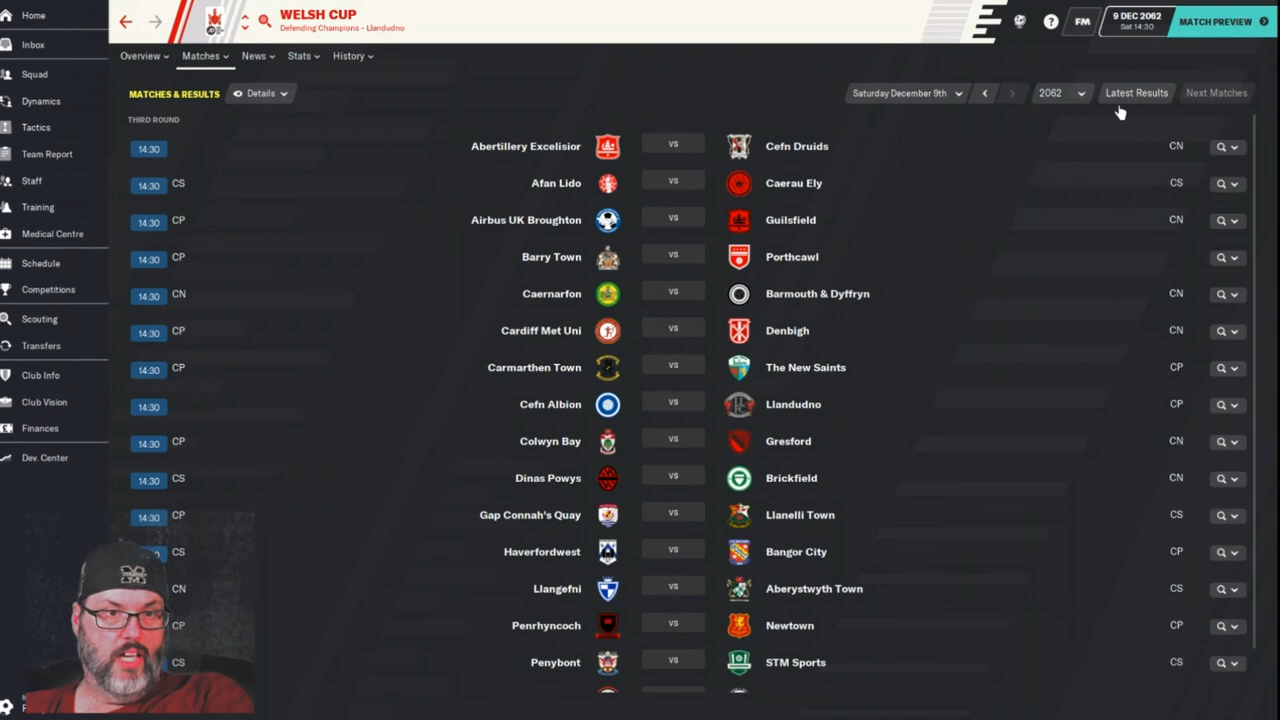 Home
Inbox
Squad
Dynamics
Tactics
Team Report
Staff
Training
Medical Centre
Schedule
Competitions
Scouting
Transfers
Club Info
Club Vision
Finances
Dev. Center
WELSH CUP
Defending Champions - Llandudno
FM
9 DEC 2062
Sat 14:30
MATCH PREVIEW
Overview Matches News Stats History
MATCHES & RESULTS Details Saturday December 9th 2062 Latest Results Next Matches
THIRD ROUND
14:30 Abertillery Excelisior VS Cefn Druids CN
14:30 CS Afan Lido VS Caerau Ely CS
14:30 CP Airbus UK Broughton VS Guilsfield CN
14:30 CP Barry Town VS Porthcawl
14:30 CN Caernarfon VS Barmouth & Dyffryn CN
14:30 CP Cardiff Met Uni VS Denbigh CN
14:30 CP Carmarthen Town VS The New Saints CP
14:30 Cefn Albion VS Llandudno CP
14:30 CP Colwyn Bay VS Gresford CN
14:30 CS Dinas Powys VS Brickfield CN
14:30 CP Gap Connah's Quay VS Llanelli Town CS
CS Haverfordwest VS Bangor City CP
CN Llangefni VS Aberystwyth Town CS
CP Penrhyncoch VS Newtown CP
CS Penybont VS STM Sports CS